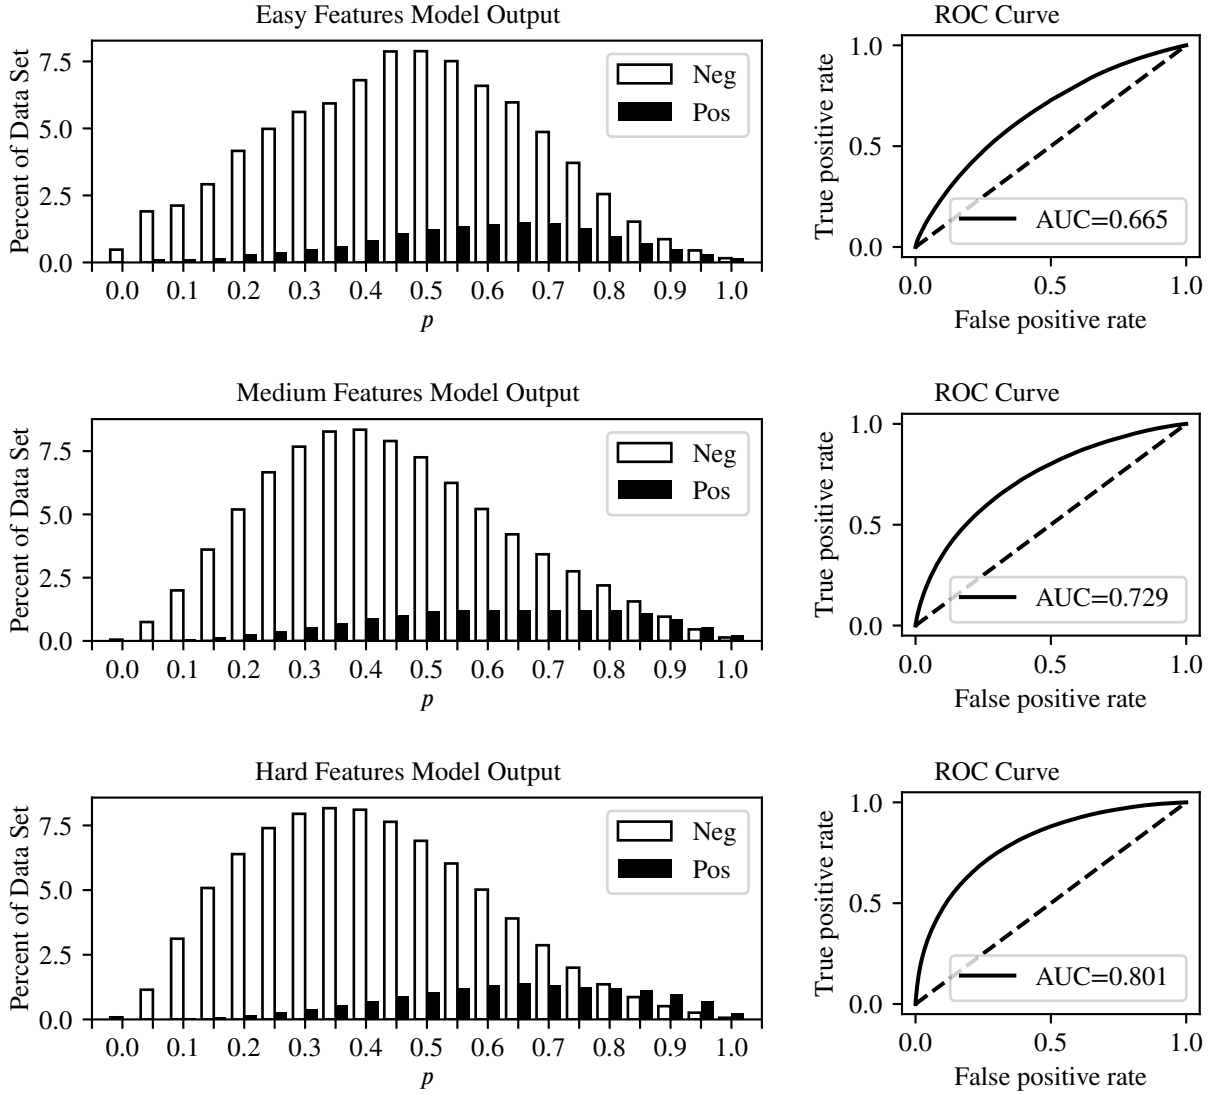 Easy Features Model Output
Percent of Data Set
7.5
5.0
2.5
0.0
Neg
Pos
0.0 0.1 0.2 0.3 0.4 0.5 0.6 0.7 0.8 0.9 1.0
p
ROC Curve
True positive rate
1.0
0.5
0.0
AUC=0.665
0.0 0.5 1.0
False positive rate
Medium Features Model Output
Percent of Data Set
7.5
5.0
2.5
0.0
Neg
Pos
0.0 0.1 0.2 0.3 0.4 0.5 0.6 0.7 0.8 0.9 1.0
p
ROC Curve
True positive rate
1.0
0.5
0.0
AUC=0.729
0.0 0.5 1.0
False positive rate
Hard Features Model Output
Percent of Data Set
7.5
5.0
2.5
0.0
Neg
Pos
0.0 0.1 0.2 0.3 0.4 0.5 0.6 0.7 0.8 0.9 1.0
p
ROC Curve
True positive rate
1.0
0.5
0.0
AUC=0.801
0.0 0.5 1.0
False positive rate